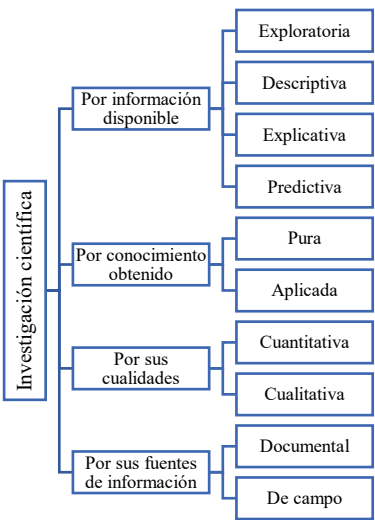 Investigación científica
Por información
disponible
Exploratoria
Descriptiva
Explicativa
Predictiva
Por conocimiento
obtenido
Pura
Aplicada
Por sus
cualidades
Cuantitativa
Cualitativa
Por sus fuentes
de información
Documental
De campo